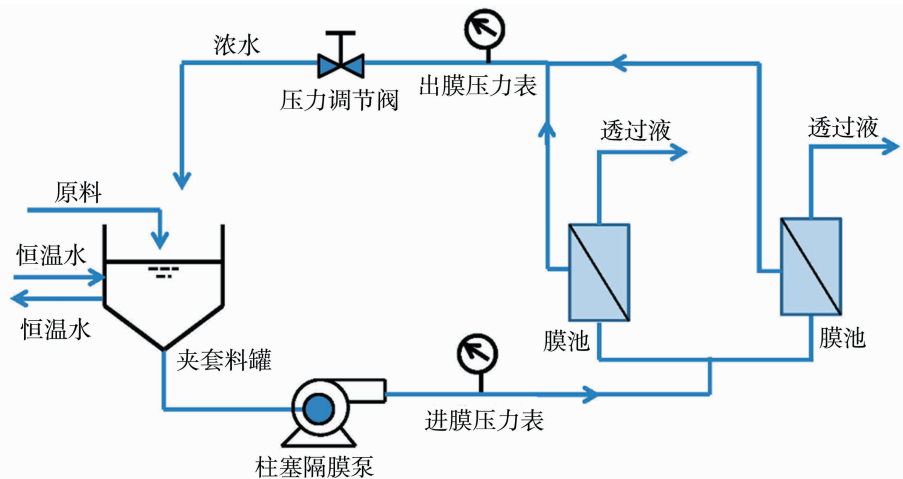 浓水
压力调节阀
出膜压力表
透过液
透过液
原料
恒温水
恒温水
夹套料罐
膜池
膜池
进膜压力表
柱塞隔膜泵